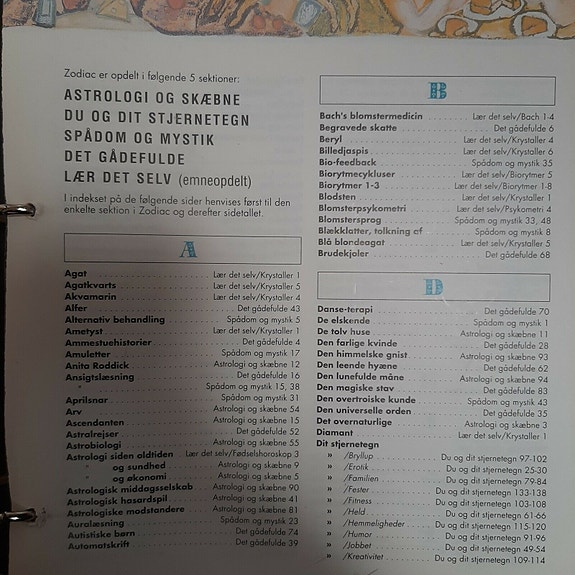 Zodiac er opdelt i følgende 5 sektioner:
ASTROLOGI OG SKÆBNE
DU OG DIT STJERNETEGN
SPÅDOM OG MYSTIK
DET GÅDEFULDE
LÆR DET SELV (emneopdelt)
I indekset på de følgende sider henvises først til den
enkelte sektion i Zodiac og derefter sidetallet.
A
Agat Lær det selv/Krystaller 1
Agatkvarts Lær det selv/Krystaller 5
Akvamarin Lær det selv/Krystaller 4
Alfer Det gådefulde 43
Alternativ behandling Spådom og mystik 5
Ametyst Lær det selv/Krystaller 1
Ammestuehistorier Det gådefulde 4
Amuletter Spådom og mystik 17
Anita Roddick Astrologi og skæbne 12
Ansigtslæsning Det gådefulde 16
" Spådom og mystik 15, 38
Aprilsnar Spådom og mystik 31
Arv Astrologi og skæbne 54
Ascendanten Astrologi og skæbne 15
Astralrejser Det gådefulde 52
Astrobiologi Astrologi og skæbne 55
Astrologi siden oldtiden Lær det selv/Fødselshoroskop 3
" og sundhed Astrologi og skæbne 9
" og økonomi Astrologi og skæbne 5
Astrologisk middagsselskab Astrologi og skæbne 90
Astrologisk hasardspil Astrologi og skæbne 41
Astrologiske modstandere Astrologi og skæbne 81
Auralæsning Spådom og mystik 23
Autistiske børn Det gådefulde 74
Automatskrift Det gådefulde 39
B
Bach's blomstermedicin Lær det selv/Bach 1-4
Begravede skatte Det gådefulde 6
Beryl Lær det selv/Krystaller 4
Billedjaspis Lær det selv/Krystaller 6
Bio-feedback Spådom og mystik 35
Biorytmecykluser Lær det selv/Biorytmer 5
Biorytmer 1-3 Lær det selv/Biorytmer 1-8
Blodsten Lær det selv/Krystaller 1
Blomsterpsykometri Lær det selv/Psykometri 4
Blomstersprog Spådom og mystik 33, 48
Blækklatter, tolkning af Spådom og mystik 8
Blå blondeagat Lær det selv/Krystaller 5
Brudekjoler Det gådefulde 68
D
Danse-terapi Det gådefulde 70
De elskende Spådom og mystik 1
De tolv huse Astrologi og skæbne 11
Den farlige kvinde Det gådefulde 28
Den himmelske gnist Astrologi og skæbne 93
Den leende hyæne Det gådefulde 62
Den lunefulde måne Astrologi og skæbne 94
Den magiske stav Det gådefulde 83
Den overtroiske kunde Spådom og mystik 43
Den universelle orden Det gådefulde 35
Det overnaturlige Astrologi og skæbne 3
Diamant Lær det selv/Krystaller 1
Dit stjernetegn
» /Bryllup Du og dit stjernetegn 97-102
» /Erotik Du og dit stjernetegn 25-30
» /Familien Du og dit stjernetegn 79-84
» /Fester Du og dit stjernetegn 133-138
» /Fitness Du og dit stjernetegn 103-108
» /Held Du og dit stjernetegn 61-66
» /Hemmeligheder Du og dit stjernetegn 115-120
» /Humor Du og dit stjernetegn 91-96
» /Jobbet Du og dit stjernetegn 49-54
» /Kreativitet Du og dit stjernetegn 109-114